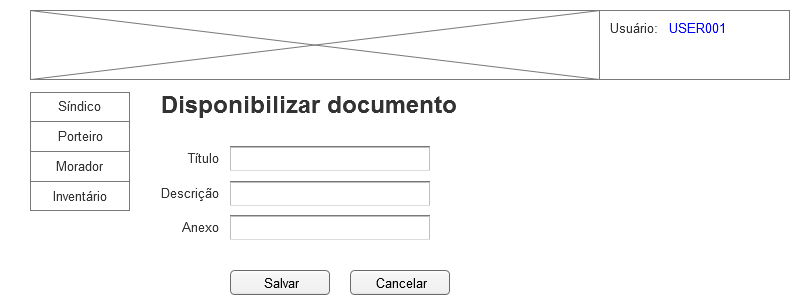 Usuário: USER001
Síndico
Porteiro
Morador
Inventário
Disponibilizar documento
Título
Descrição
Anexo
Salvar Cancelar